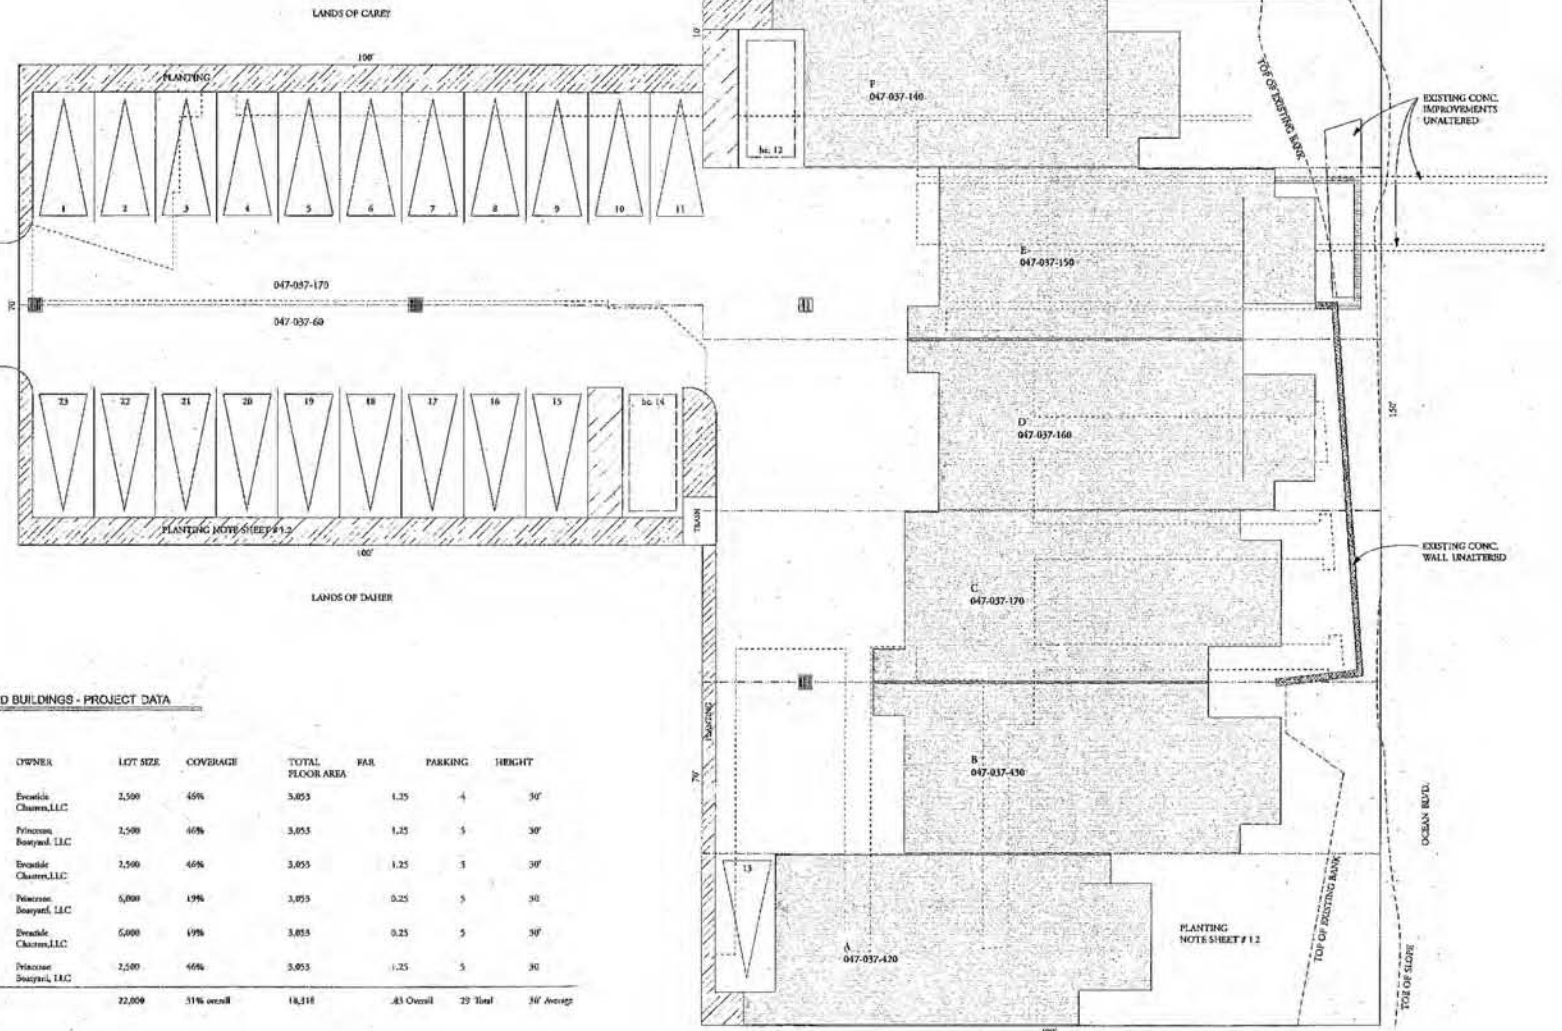 LANDS OF CAREY
100'
PLANTING
1
2
3
4
5
6
7
8
9
10
11
10'
hc. 12
F
047-037-140
TOP OF EXISTING BANK
EXISTING CONC.
IMPROVEMENTS
UNALTERED
70'
047-037-170
047-037-60
E
047-037-150
23
22
21
20
19
18
17
16
15
hc. 14
D
047-037-160
150'
PLANTING NOTE SHEET # 1.2
TRASH
100'
LANDS OF DAHER
C
047-037-170
EXISTING CONC.
WALL UNALTERED
PLANTING
70'
B
047-037-430
OCEAN BLVD.
13
A
047-037-420
PLANTING
NOTE SHEET # 1.2
TOP OF EXISTING BANK
TOE OF SLOPE
D BUILDINGS - PROJECT DATA
OWNER LOT SIZE COVERAGE TOTAL FLOOR AREA FAR PARKING HEIGHT
Eventide 2,500 46% 3,053 1.25 4 30'
Charters, LLC
Princeton 2,500 46% 3,053 1.25 5 30'
Boatyard, LLC
Eventide 2,500 46% 3,053 1.25 5 30'
Charters, LLC
Princeton 6,000 19% 3,053 0.25 5 30
Boatyard, LLC
Eventide 6,000 19% 3,053 0.25 5 30'
Charters, LLC
Princeton 2,500 46% 3,053 1.25 5 30
Boatyard, LLC
22,000 31% overall 18,318 .83 Overall 29 Total 30' Average